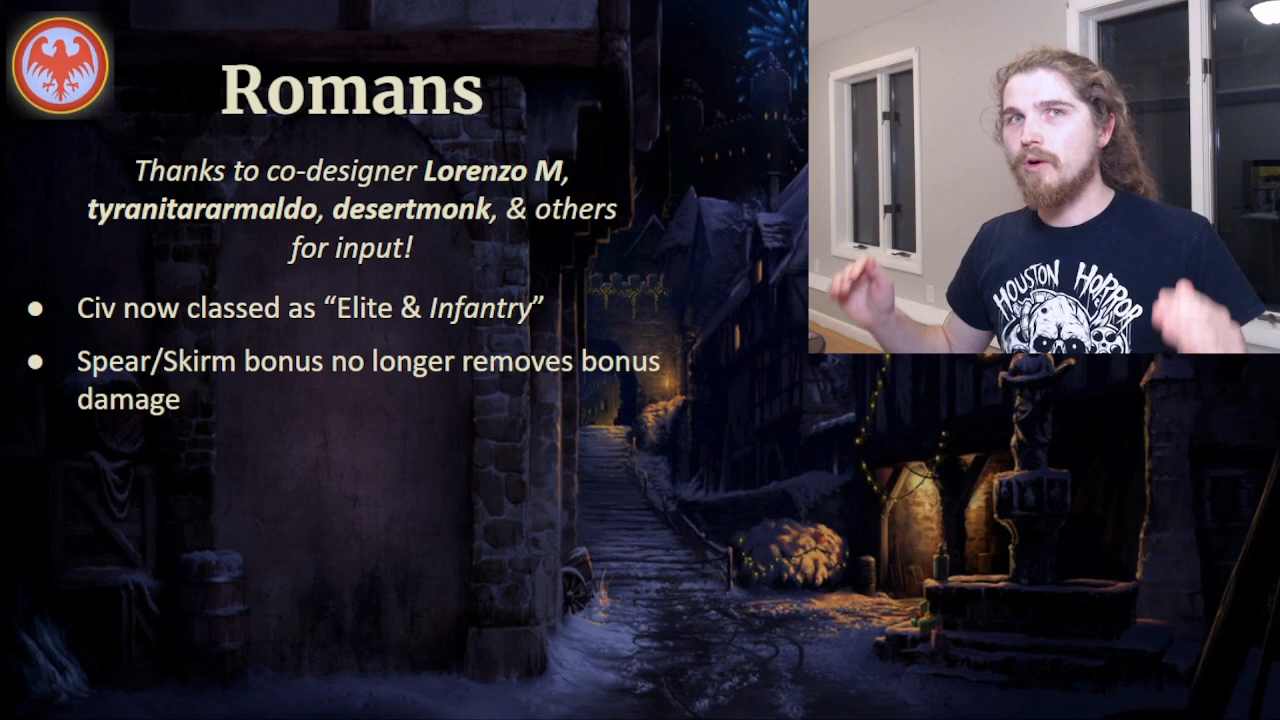 Romans
Thanks to co-designer Lorenzo M,
tyranitararmaldo, desertmonk, & others
for input!
● Civ now classed as “Elite & Infantry”
● Spear/Skirm bonus no longer removes bonus
damage
HOUSTON HORROR